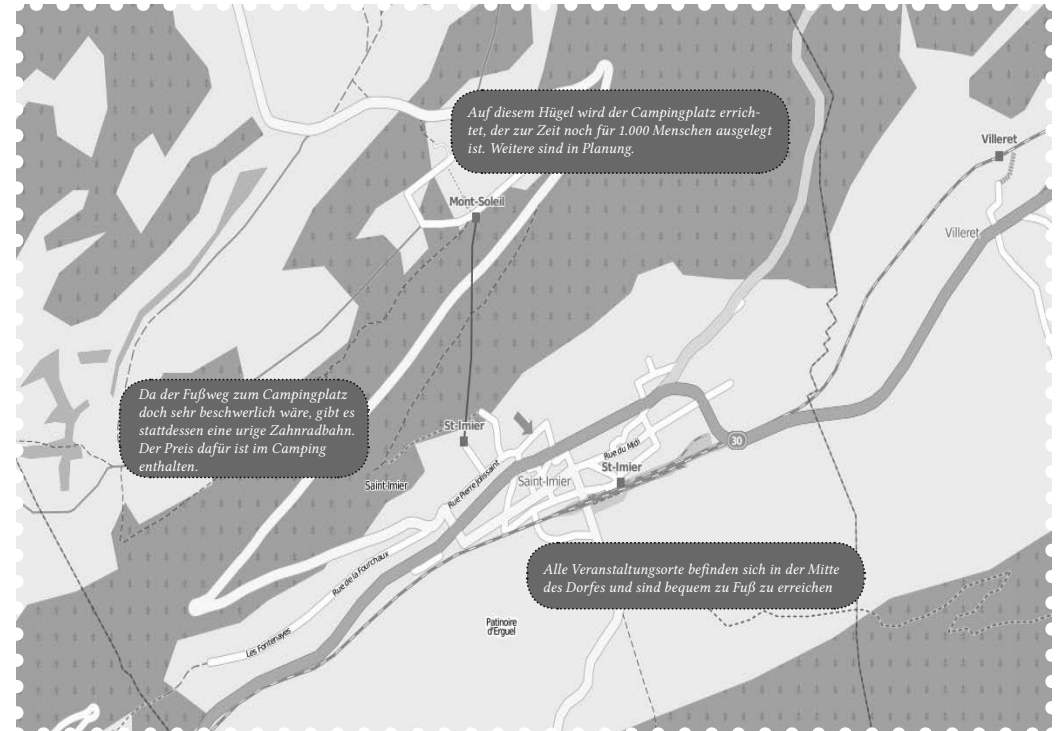 Auf diesem Hügel wird der Campingplatz errich-
tet, der zur Zeit noch für 1.000 Menschen ausgelegt
ist. Weitere sind in Planung.
Villeret
Mont-Soleil
Villeret
Da der Fußweg zum Campingplatz
doch sehr beschwerlich wäre, gibt es
stattdessen eine urige Zahnradbahn.
Der Preis dafür ist im Camping
enthalten.
St-Imier
30
Rue du Midi
St-Imier
Saint-Imier
Saint-Imier
Rue Pierre Jolissaint
Rue de la Fourchaux
Les Fontenayes
Alle Veranstaltungsorte befinden sich in der Mitte
des Dorfes und sind bequem zu Fuß zu erreichen
Patinoire
d'Erguel